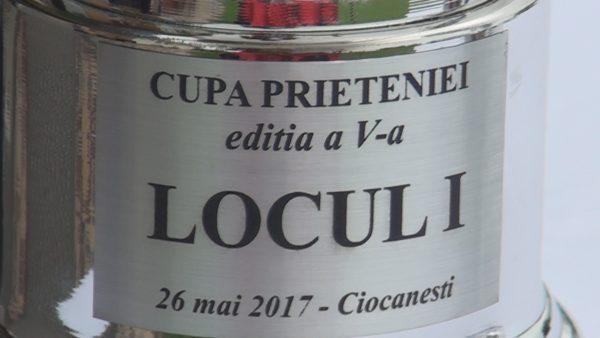 CUPA PRIETENIEI
editia a V-a
LOCUL I
26 mai 2017 - Ciocanesti